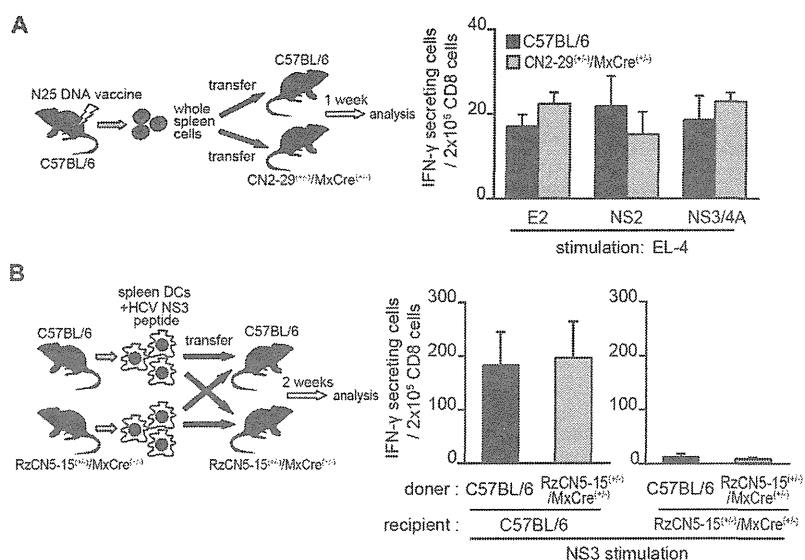 A
N25 DNA vaccine
C57BL/6
whole
spleen
cells
transfer
transfer
C57BL/6
CN2-29(+/-)/MxCre(+/-)
1 week
analysis
IFN-γ secreting cells
/ 2x10⁵ CD8 cells
40
20
0
C57BL/6
CN2-29(+/-)/MxCre(+/-)
E2 NS2 NS3/4A
stimulation: EL-4
B
spleen DCs
+HCV NS3
peptide
C57BL/6
RzCN5-15(+/-)/MxCre(+/-)
transfer
C57BL/6
RzCN5-15(+/-)/MxCre(+/-)
2 weeks
analysis
IFN-γ secreting cells
/ 2x10⁵ CD8 cells
300
200
100
0
300
200
100
0
doner : C57BL/6 RzCN5-15(+/-)/MxCre(+/-) C57BL/6 RzCN5-15(+/-)/MxCre(+/-)
recipient : C57BL/6 RzCN5-15(+/-)/MxCre(+/-)
NS3 stimulation